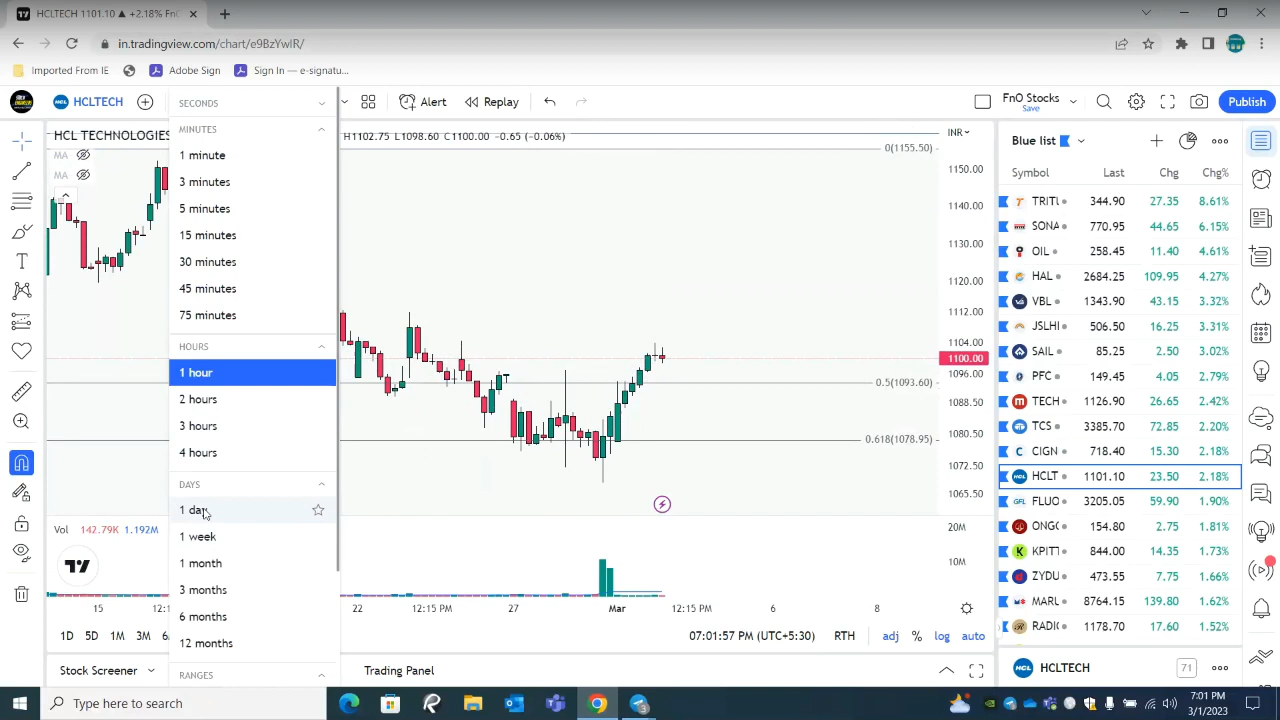 HCLTECH 1101.10 ▲ +2.18% Fn
in.tradingview.com/chart/e9BzYwIR/
Imported From IE
Adobe Sign
Sign In — e-signatu...
HCLTECH
Alert
Replay
FnO Stocks
Save
Publish
SECONDS
MINUTES
1 minute
3 minutes
5 minutes
15 minutes
30 minutes
45 minutes
75 minutes
HOURS
1 hour
2 hours
3 hours
4 hours
DAYS
1 day
1 week
1 month
3 months
6 months
12 months
RANGES
HCL TECHNOLOGIES
H1102.75 L1098.60 C1100.00 −0.65 (−0.06%)
MA
MA
INR
0(1155.50)
0.5(1093.60)
0.618(1078.95)
1150.00
1140.00
1130.00
1120.00
1112.00
1104.00
1100.00
1096.00
1088.50
1080.50
1072.50
1065.50
20M
10M
Vol 142.79K 1.192M
15 12:1
22 12:15 PM 27 Mar 12:15 PM 6 8
1D 5D 1M 3M 6
07:01:57 PM (UTC+5:30) RTH adj % log auto
Stock Screener
Trading Panel
Blue list
Symbol Last Chg Chg%
TRITU 344.90 27.35 8.61%
SONA 770.95 44.65 6.15%
OIL 258.45 11.40 4.61%
HAL 2684.25 109.95 4.27%
VBL 1343.90 43.15 3.32%
JSLHI 506.50 16.25 3.31%
SAIL 85.25 2.50 3.02%
PFC 149.45 4.05 2.79%
TECH 1126.90 26.65 2.42%
TCS 3385.70 72.85 2.20%
CIGN 718.40 15.30 2.18%
HCLT 1101.10 23.50 2.18%
FLUO 3205.05 59.90 1.90%
ONGC 154.80 2.75 1.81%
KPITT 844.00 14.35 1.73%
ZYDU 473.55 7.75 1.66%
MARU 8764.15 139.80 1.62%
RADIC 1178.70 17.60 1.52%
HCLTECH
71
Type here to search
3
7:01 PM
3/1/2023